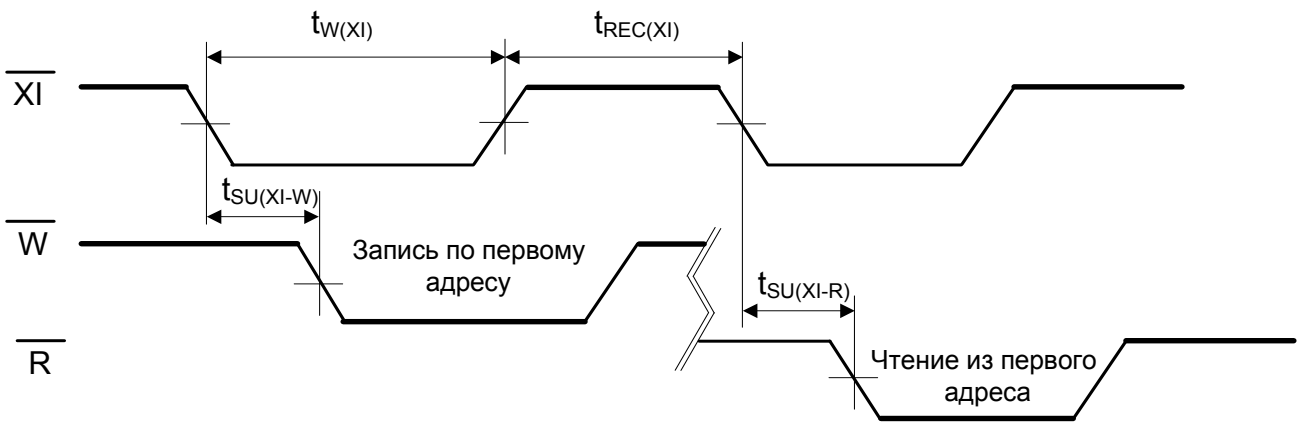 tW(XI)
tREC(XI)
XI
tSU(XI-W)
W
Запись по первому
адресу
tSU(XI-R)
R
Чтение из первого
адреса